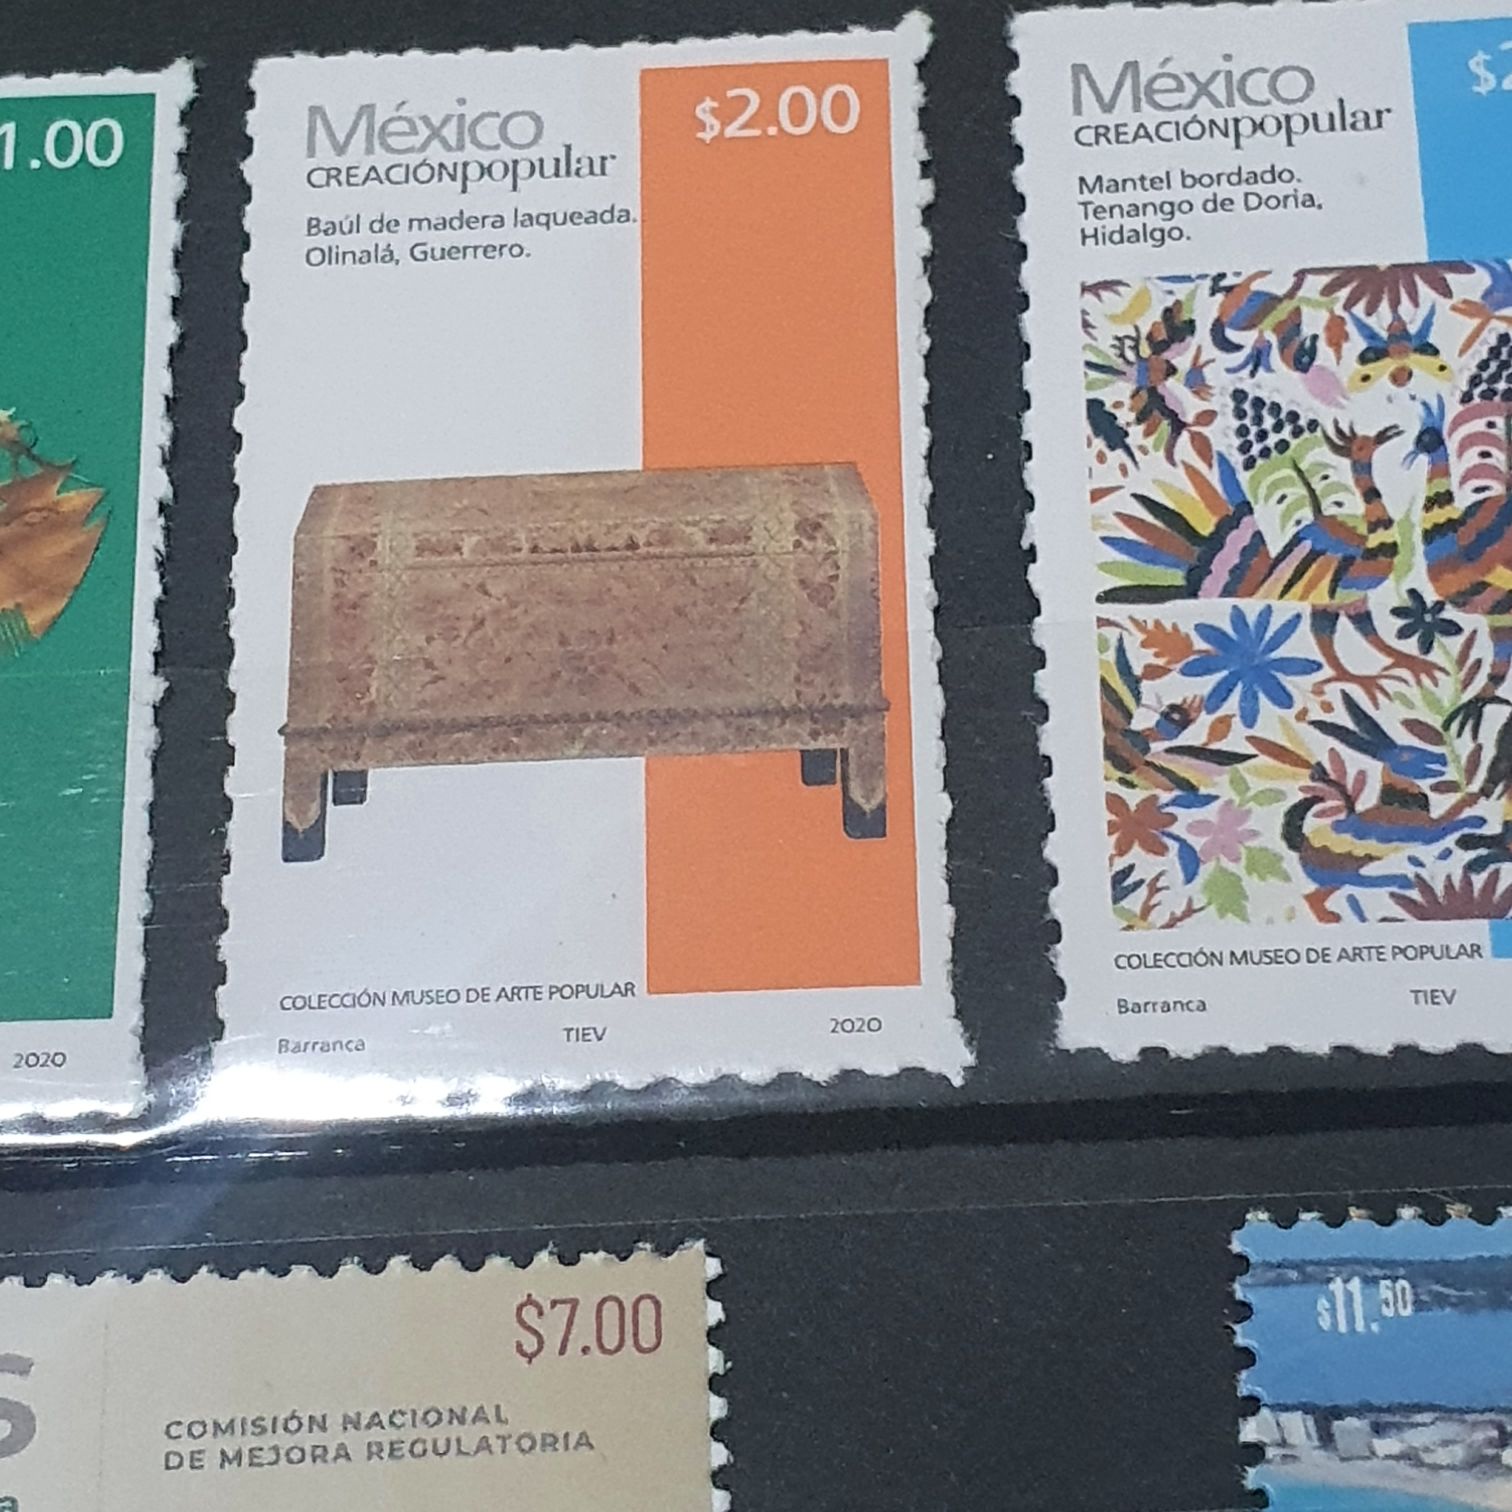 1.00
2020
México
CREACIÓNpopular
Baúl de madera laqueada.
Olinalá, Guerrero.
$2.00
COLECCIÓN MUSEO DE ARTE POPULAR
Barranca TIEV 2020
México
CREACIÓNpopular
Mantel bordado.
Tenango de Doria,
Hidalgo.
COLECCIÓN MUSEO DE ARTE POPULAR
Barranca TIEV
$7.00
COMISIÓN NACIONAL
DE MEJORA REGULATORIA
$11.50